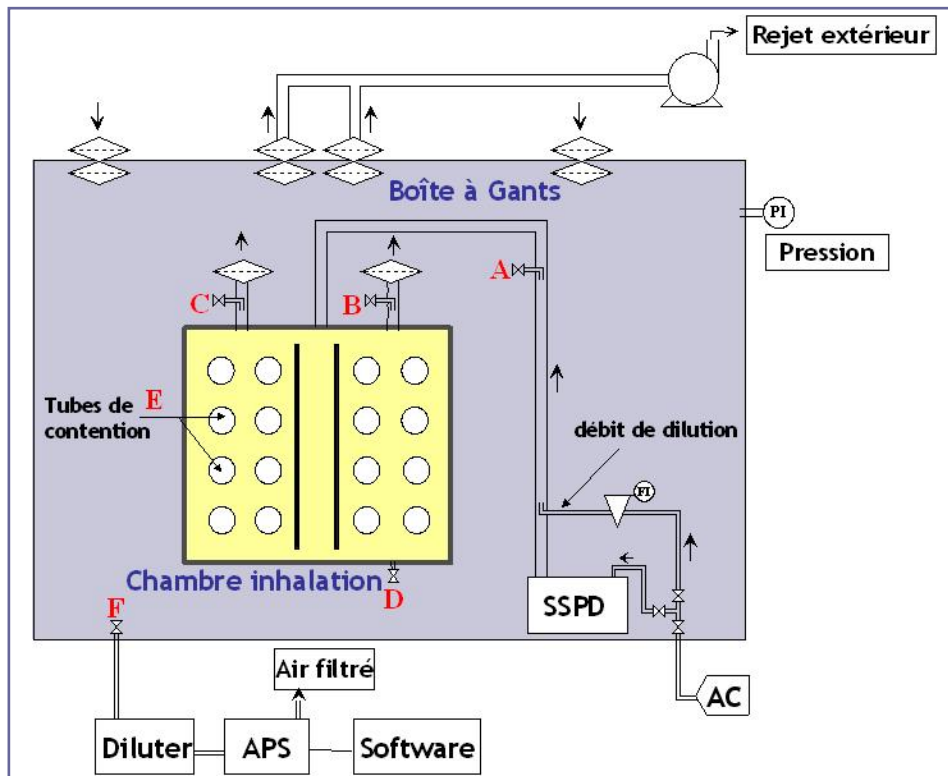 Rejet extérieur
Boîte à Gants
PI
Pression
A
C
B
Tubes de
contention
E
débit de dilution
FI
Chambre inhalation
D
SSPD
F
Air filtré
AC
Diluter
APS
Software